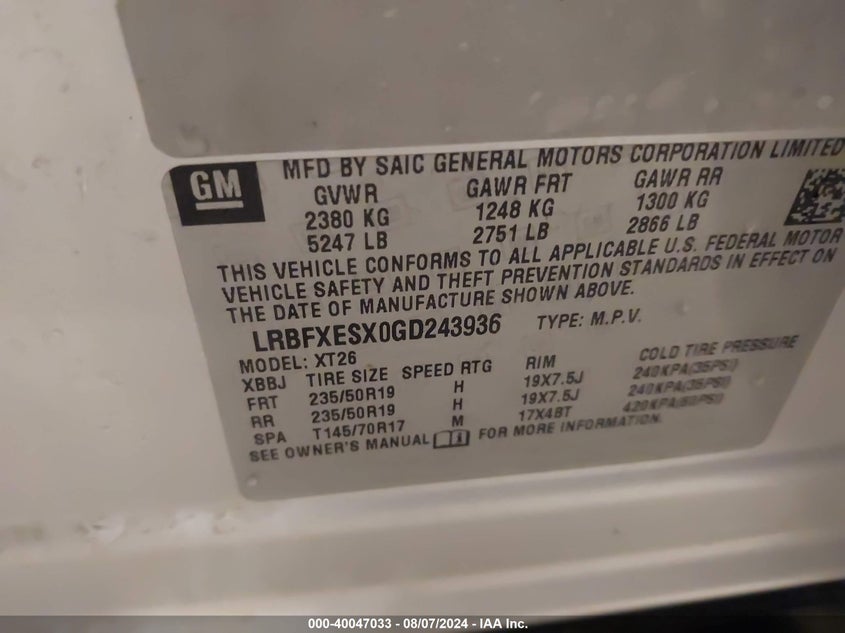 GM
MFD BY SAIC GENERAL MOTORS CORPORATION LIMITED
GVWR GAWR FRT GAWR RR
2380 KG 1248 KG 1300 KG
5247 LB 2751 LB 2866 LB
THIS VEHICLE CONFORMS TO ALL APPLICABLE U.S. FEDERAL MOTOR
VEHICLE SAFETY AND THEFT PREVENTION STANDARDS IN EFFECT ON
THE DATE OF MANUFACTURE SHOWN ABOVE.
LRBFXESX0GD243936 TYPE: M.P.V.
MODEL: XT26
XBBJ TIRE SIZE SPEED RTG RIM COLD TIRE PRESSURE
FRT 235/50R19 H 19X7.5J 240KPA(35PSI)
RR 235/50R19 H 19X7.5J 240KPA(35PSI)
SPA T145/70R17 M 17X4BT 420KPA(60PSI)
SEE OWNER'S MANUAL FOR MORE INFORMATION.
000-40047033 - 08/07/2024 - IAA Inc.